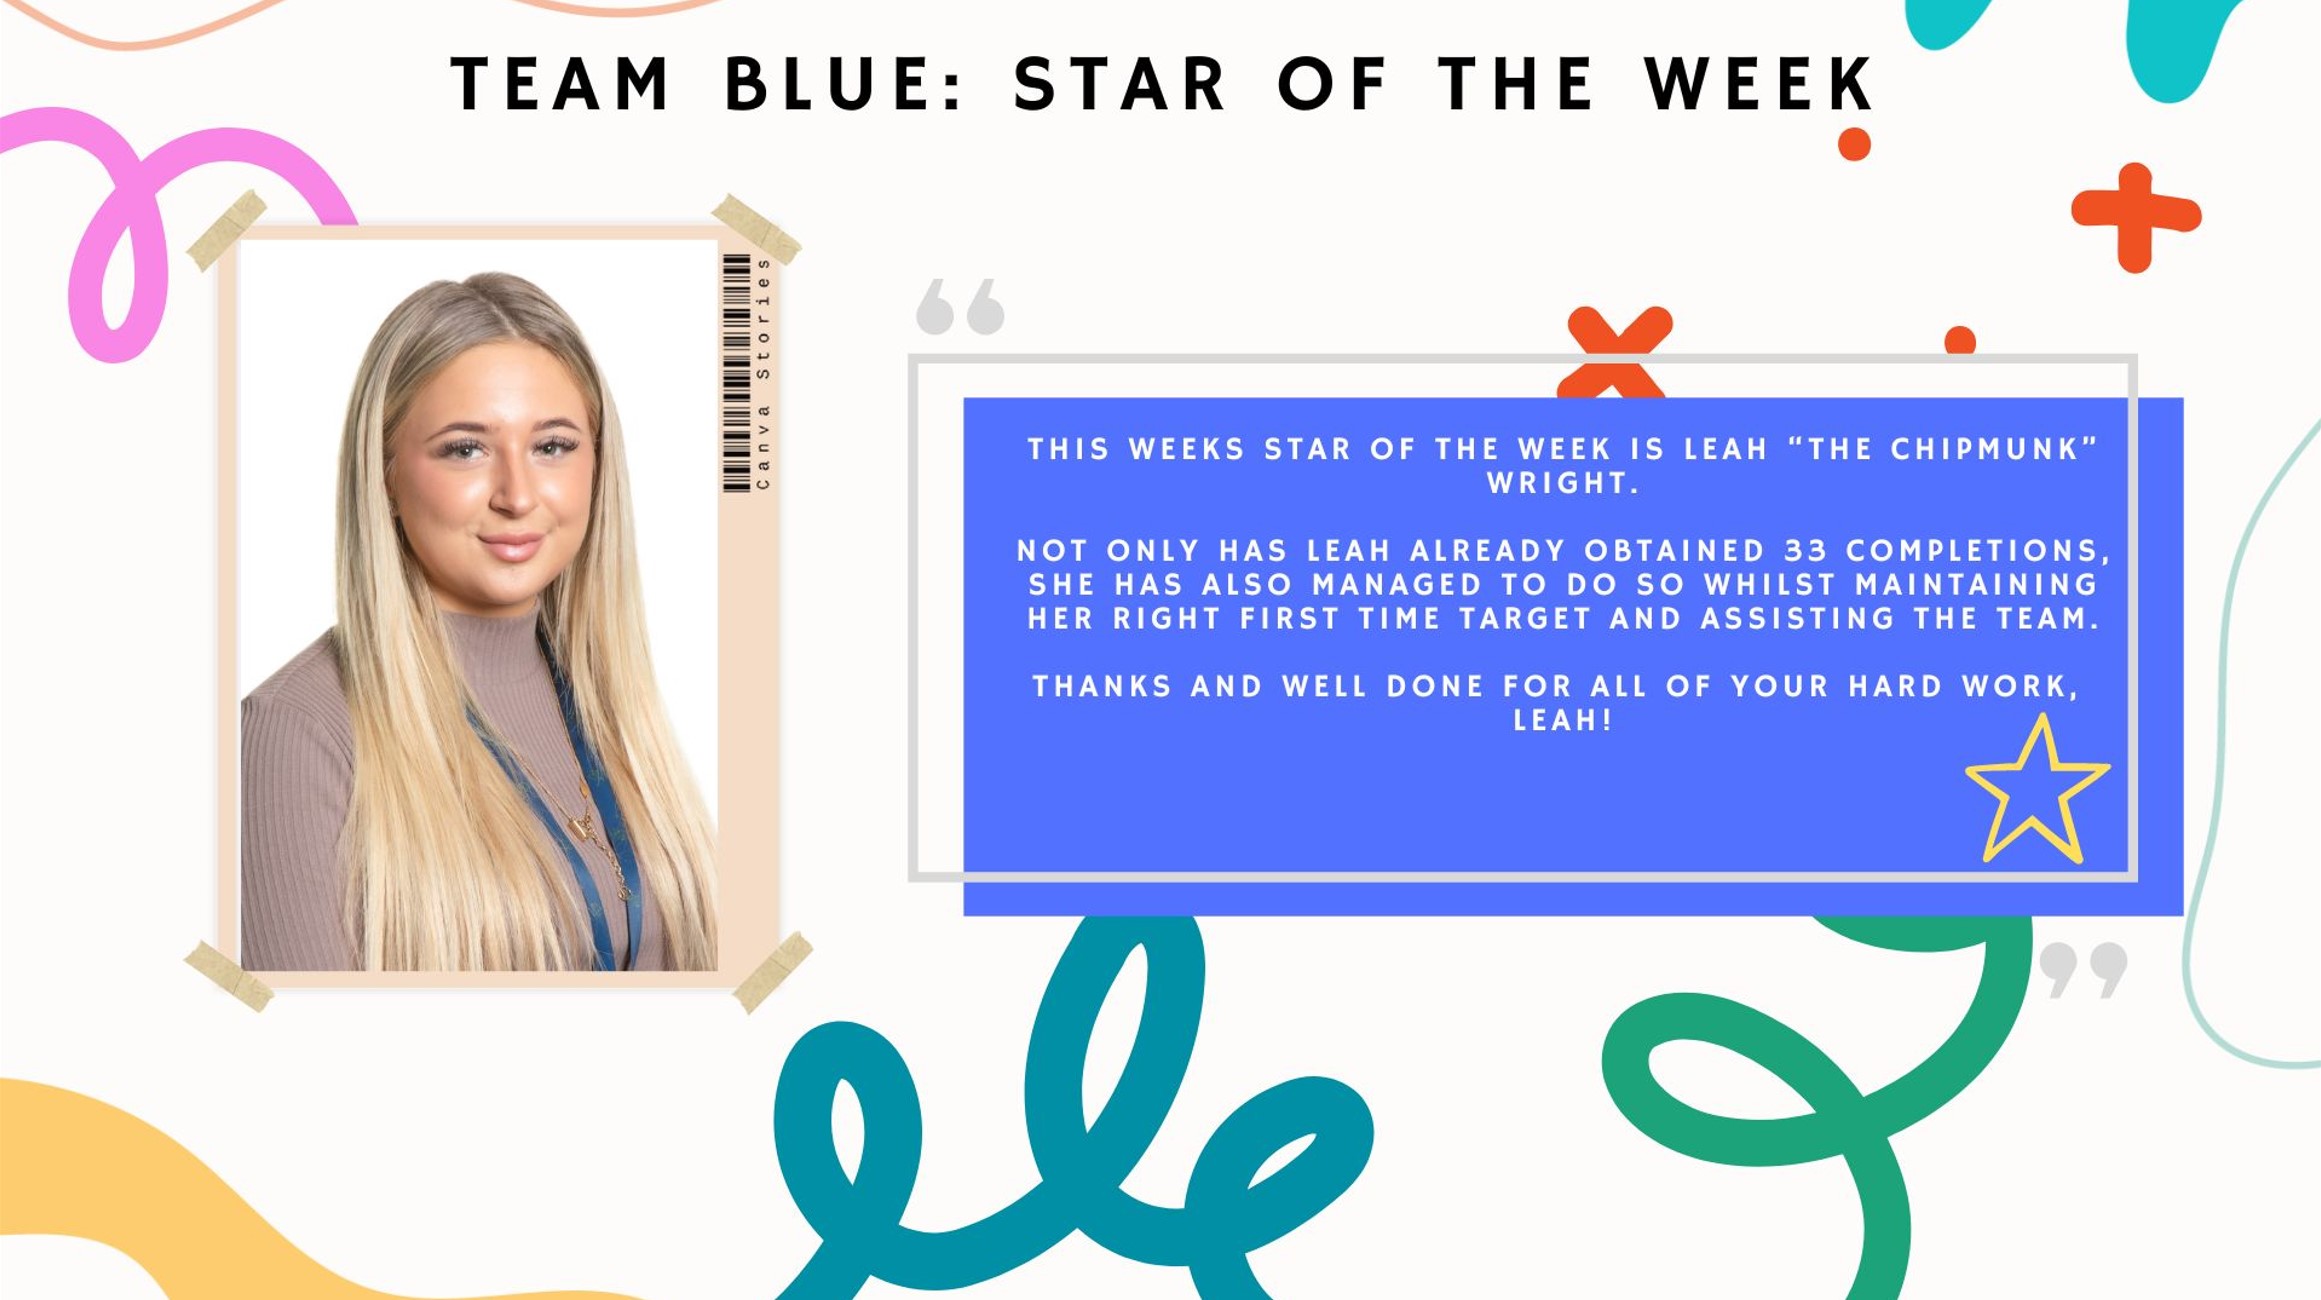 TEAM BLUE: STAR OF THE WEEK
Canva Stories
THIS WEEKS STAR OF THE WEEK IS LEAH “THE CHIPMUNK”
WRIGHT.
NOT ONLY HAS LEAH ALREADY OBTAINED 33 COMPLETIONS,
SHE HAS ALSO MANAGED TO DO SO WHILST MAINTAINING
HER RIGHT FIRST TIME TARGET AND ASSISTING THE TEAM.
THANKS AND WELL DONE FOR ALL OF YOUR HARD WORK,
LEAH!